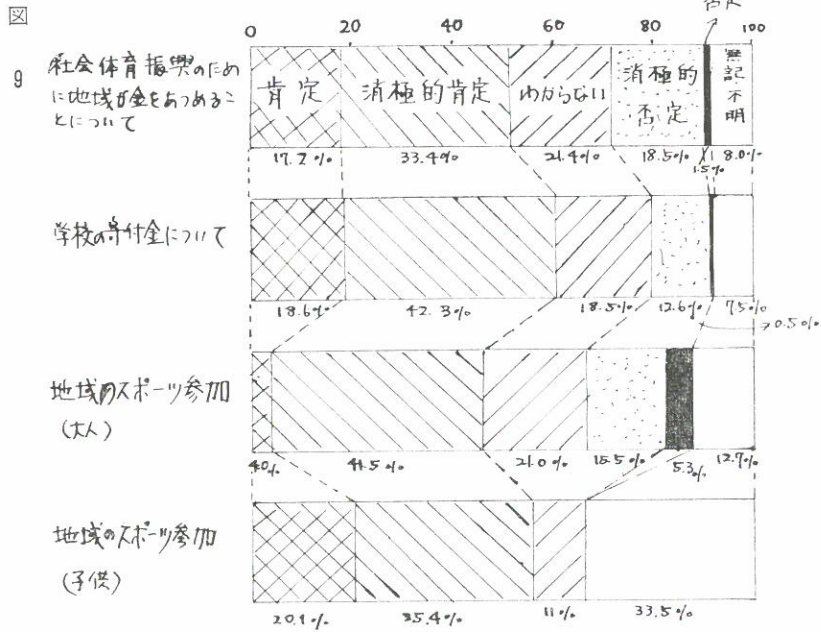 図
9
否定
0 20 40 60 80 100
社会体育振興のため
に地域が金をあつめるこ
とについて
肯定 消極的肯定 わからない 消極的
否定 無記不明
17.2% 33.4% 21.4% 18.5% 1.5% 8.0%
学校の寄付金について
18.6% 42.3% 18.5% 12.6% 7.5%
0.5%
地域のスポーツ参加
(大人)
4.0% 41.5% 21.0% 15.5% 5.3% 12.7%
地域のスポーツ参加
(子供)
20.1% 35.4% 11% 33.5%